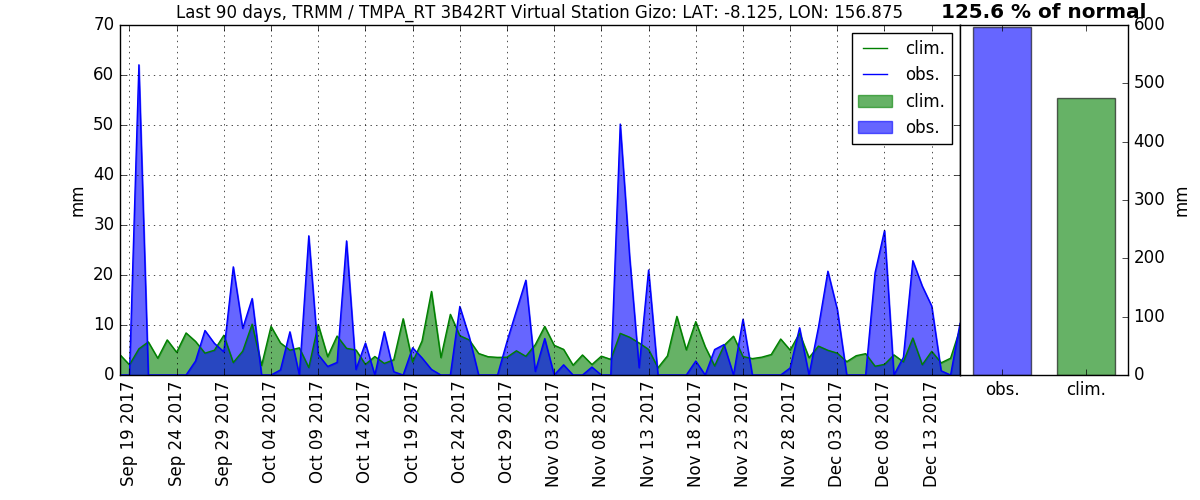 Last 90 days, TRMM / TMPA_RT 3B42RT Virtual Station Gizo: LAT: -8.125, LON: 156.875
125.6 % of normal
70
60
50
40
30
20
10
0
mm
clim.
obs.
clim.
obs.
600
500
400
300
200
100
0
mm
obs.
clim.
Sep 19 2017
Sep 24 2017
Sep 29 2017
Oct 04 2017
Oct 09 2017
Oct 14 2017
Oct 19 2017
Oct 24 2017
Oct 29 2017
Nov 03 2017
Nov 08 2017
Nov 13 2017
Nov 18 2017
Nov 23 2017
Nov 28 2017
Dec 03 2017
Dec 08 2017
Dec 13 2017